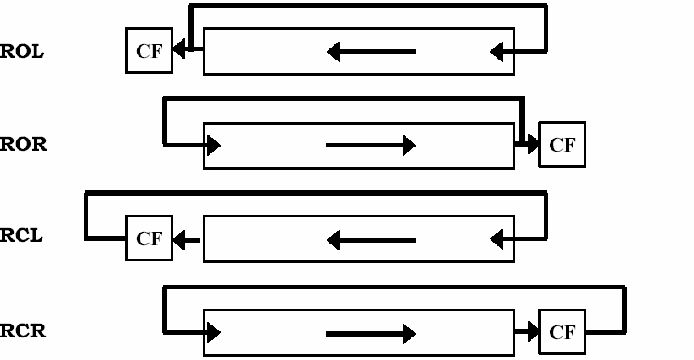 ROL CF
ROR CF
RCL CF
RCR CF